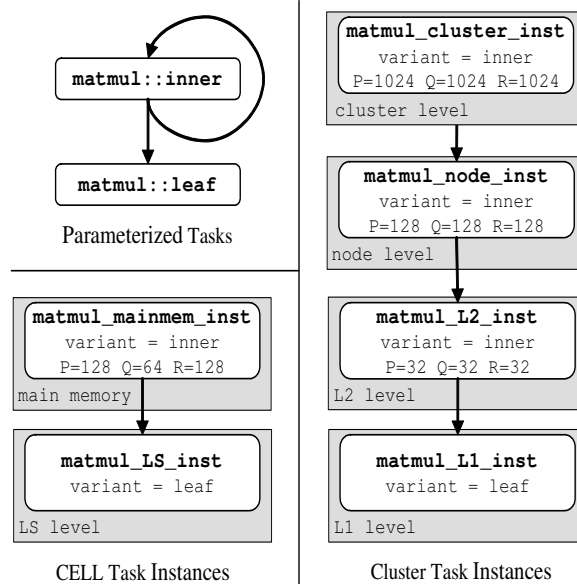 matmul::inner
matmul::leaf
Parameterized Tasks
matmul_mainmem_inst
variant = inner
P=128 Q=64 R=128
main memory
matmul_LS_inst
variant = leaf
LS level
CELL Task Instances
matmul_cluster_inst
variant = inner
P=1024 Q=1024 R=1024
cluster level
matmul_node_inst
variant = inner
P=128 Q=128 R=128
node level
matmul_L2_inst
variant = inner
P=32 Q=32 R=32
L2 level
matmul_L1_inst
variant = leaf
L1 level
Cluster Task Instances